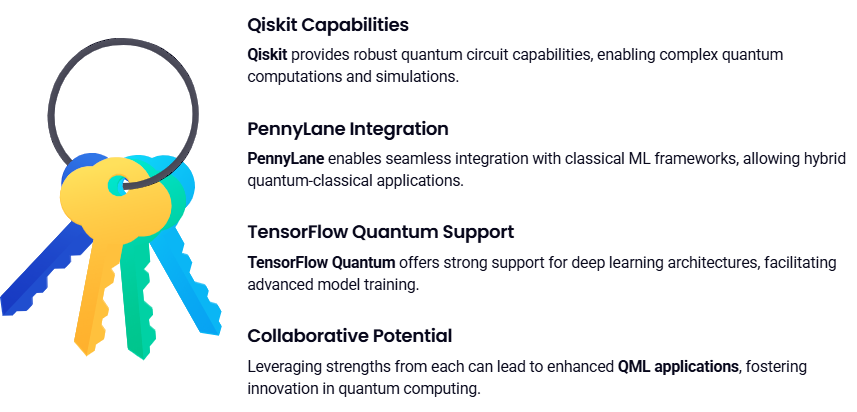 Qiskit Capabilities
Qiskit provides robust quantum circuit capabilities, enabling complex quantum
computations and simulations.
PennyLane Integration
PennyLane enables seamless integration with classical ML frameworks, allowing hybrid
quantum-classical applications.
TensorFlow Quantum Support
TensorFlow Quantum offers strong support for deep learning architectures, facilitating
advanced model training.
Collaborative Potential
Leveraging strengths from each can lead to enhanced QML applications, fostering
innovation in quantum computing.